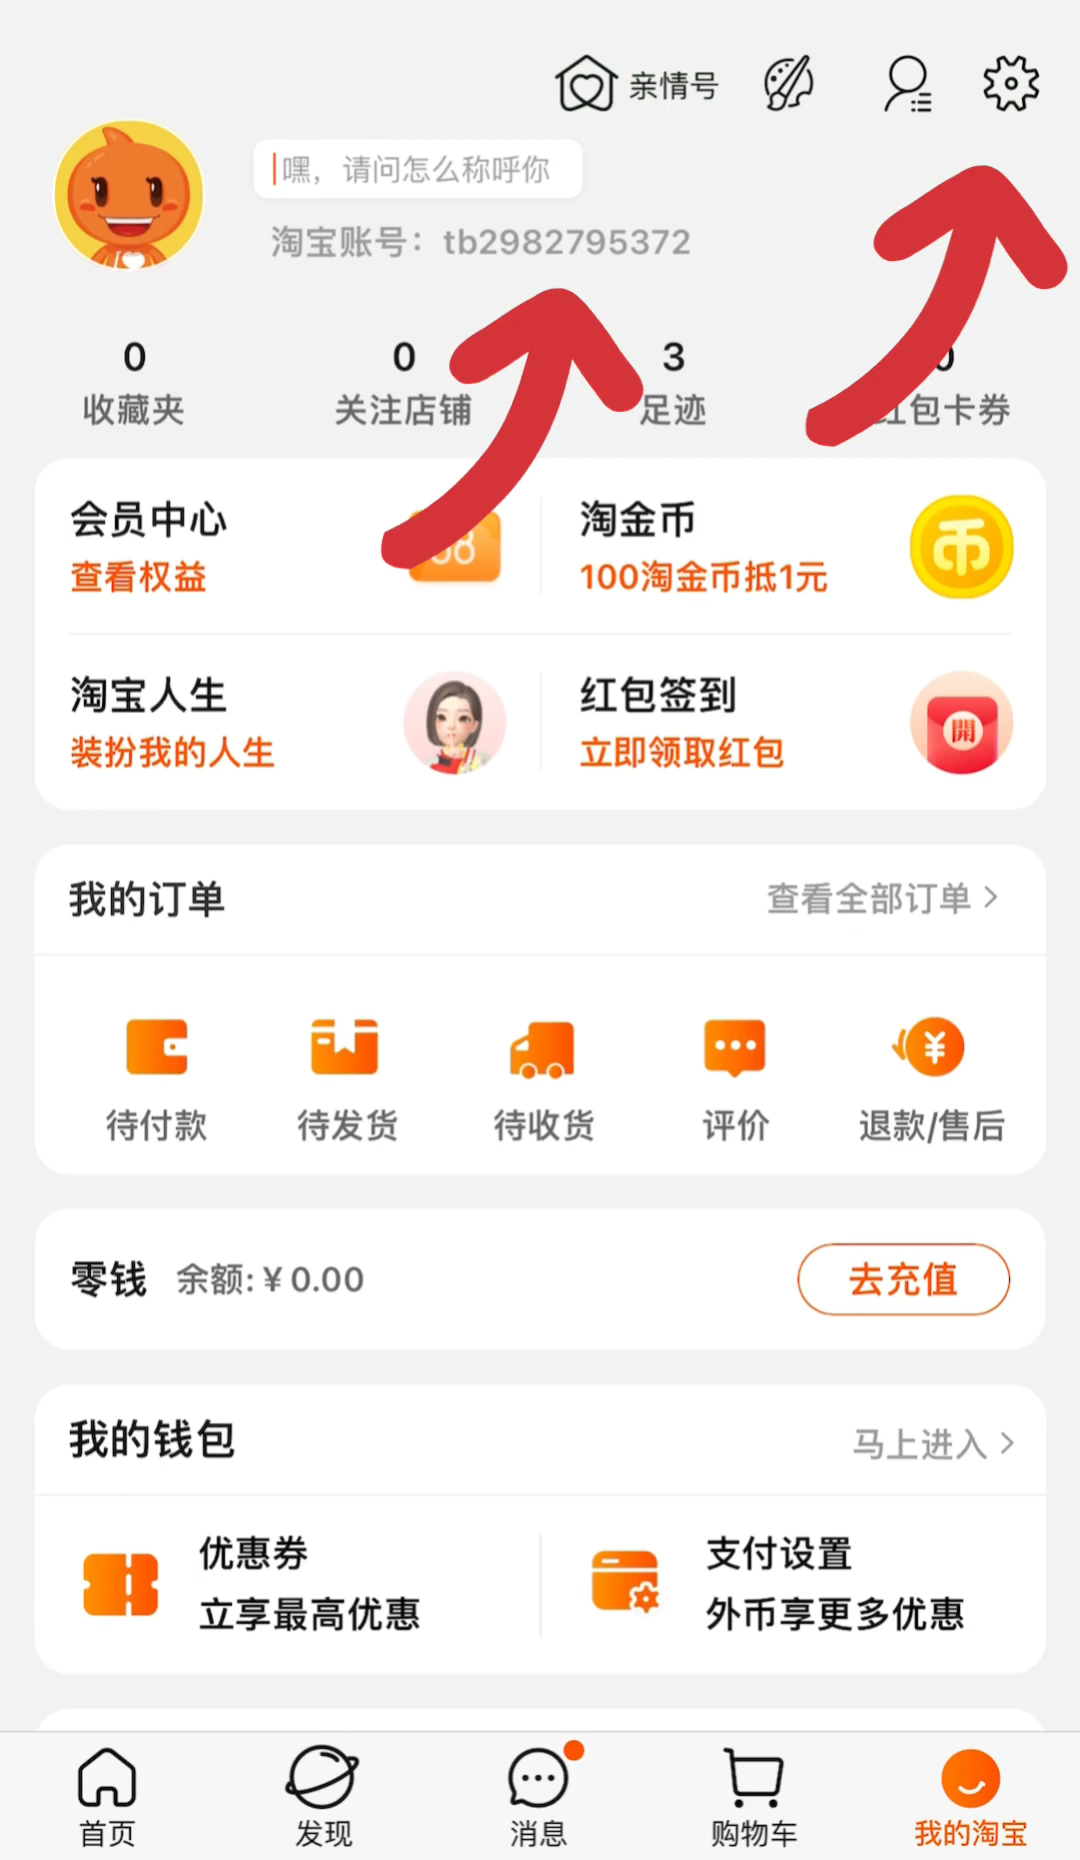 亲情号
嘿，请问怎么称呼你
淘宝账号：tb2982795372
0
0
3
0
收藏夹
关注店铺
足迹
红包卡券
会员中心
查看权益
淘金币
100淘金币抵1元
币
淘宝人生
装扮我的人生
红包签到
立即领取红包
開
我的订单
查看全部订单
待付款
待发货
待收货
评价
退款/售后
零钱 余额:¥0.00
去充值
我的钱包
马上进入
优惠券
立享最高优惠
支付设置
外币享更多优惠
首页
发现
消息
购物车
我的淘宝